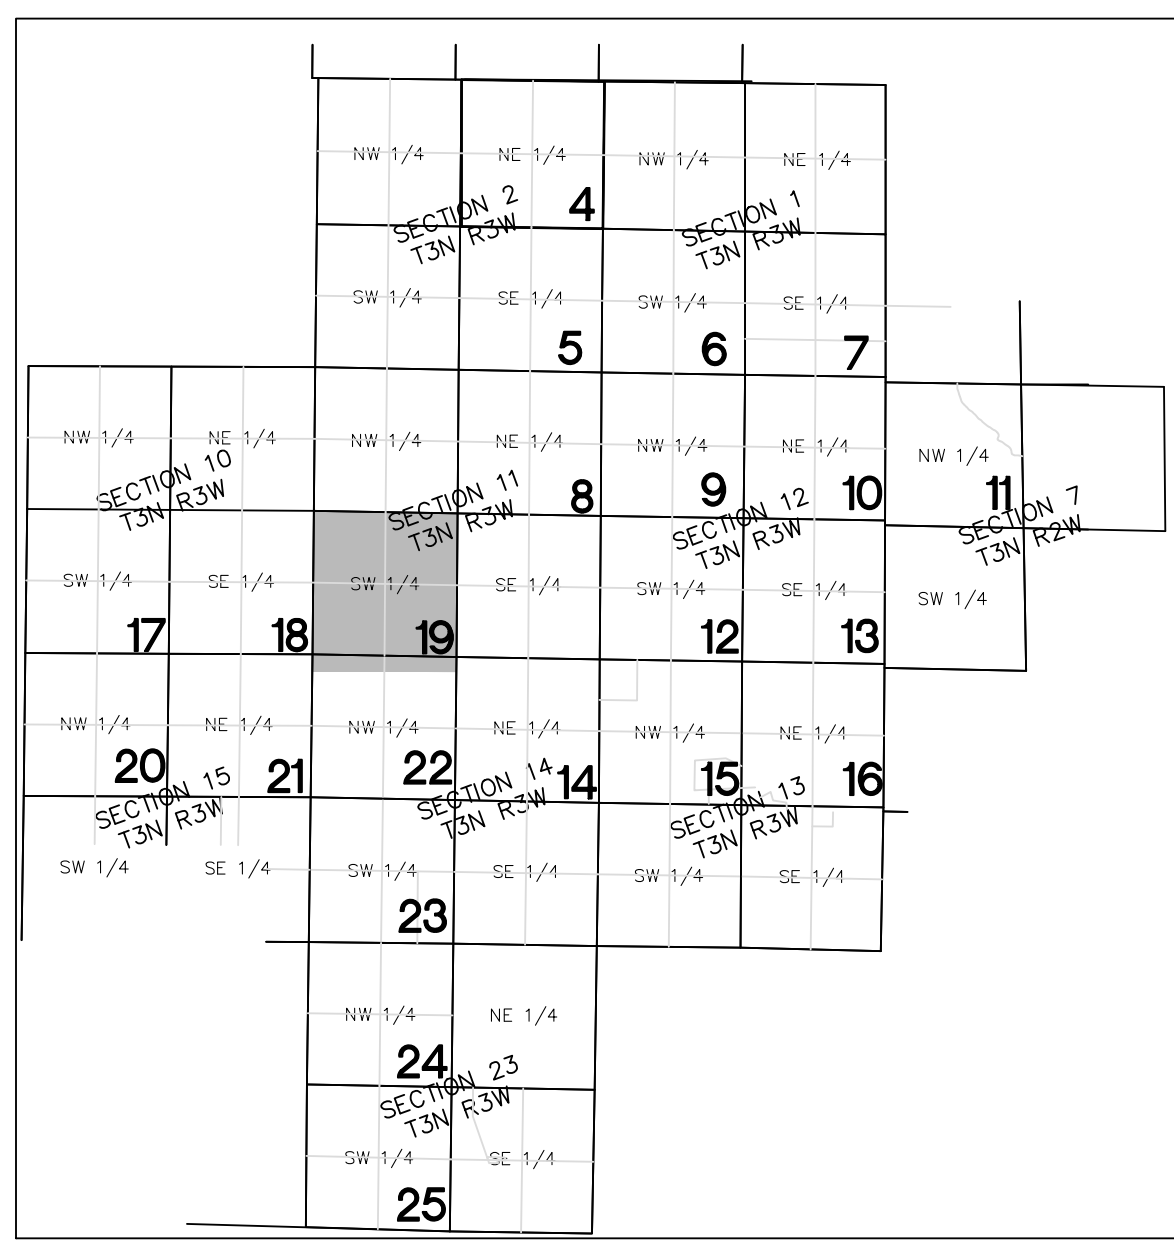 NW 1/4 NE 1/4 NW 1/4 NE 1/4
4
SECTION 2
T3N R3W
SECTION 1
T3N R3W
SW 1/4 SE 1/4 SW 1/4 SE 1/4
5 6 7
NW 1/4 NE 1/4 NW 1/4 NE 1/4 NW 1/4 NE 1/4 NW 1/4
8 9 10 11
SECTION 10
T3N R3W
SECTION 11
T3N R3W
SECTION 12
T3N R3W
SECTION 7
T3N R2W
SW 1/4 SE 1/4 SW 1/4 SE 1/4 SW 1/4 SE 1/4 SW 1/4
17 18 19 12 13
NW 1/4 NE 1/4 NW 1/4 NE 1/4 NW 1/4 NE 1/4
20 21 22 14 15 16
SECTION 15
T3N R3W
SECTION 14
T3N R3W
SECTION 13
T3N R3W
SW 1/4 SE 1/4 SW 1/4 SE 1/4 SW 1/4 SE 1/4
23
NW 1/4 NE 1/4
24
SECTION 23
T3N R3W
SW 1/4 SE 1/4
25